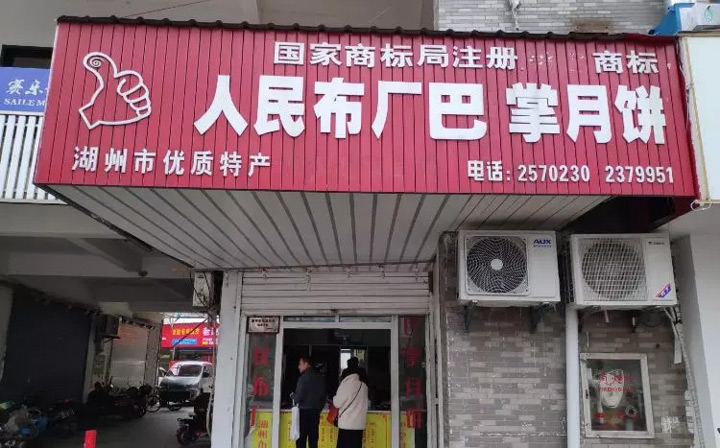 国家商标局注册 商标
人民布厂巴掌月饼
湖州市优质特产
电话:2570230 2379951
赛乐
SAILE
AUX